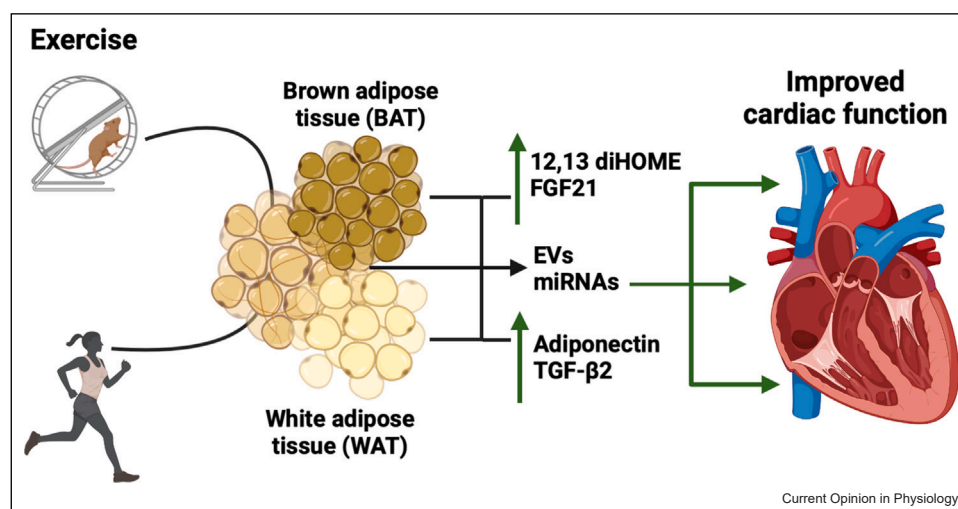 Exercise
Brown adipose
tissue (BAT)
12,13 diHOME
FGF21
EVs
miRNAs
Adiponectin
TGF-β2
White adipose
tissue (WAT)
Improved
cardiac function
Current Opinion in Physiology